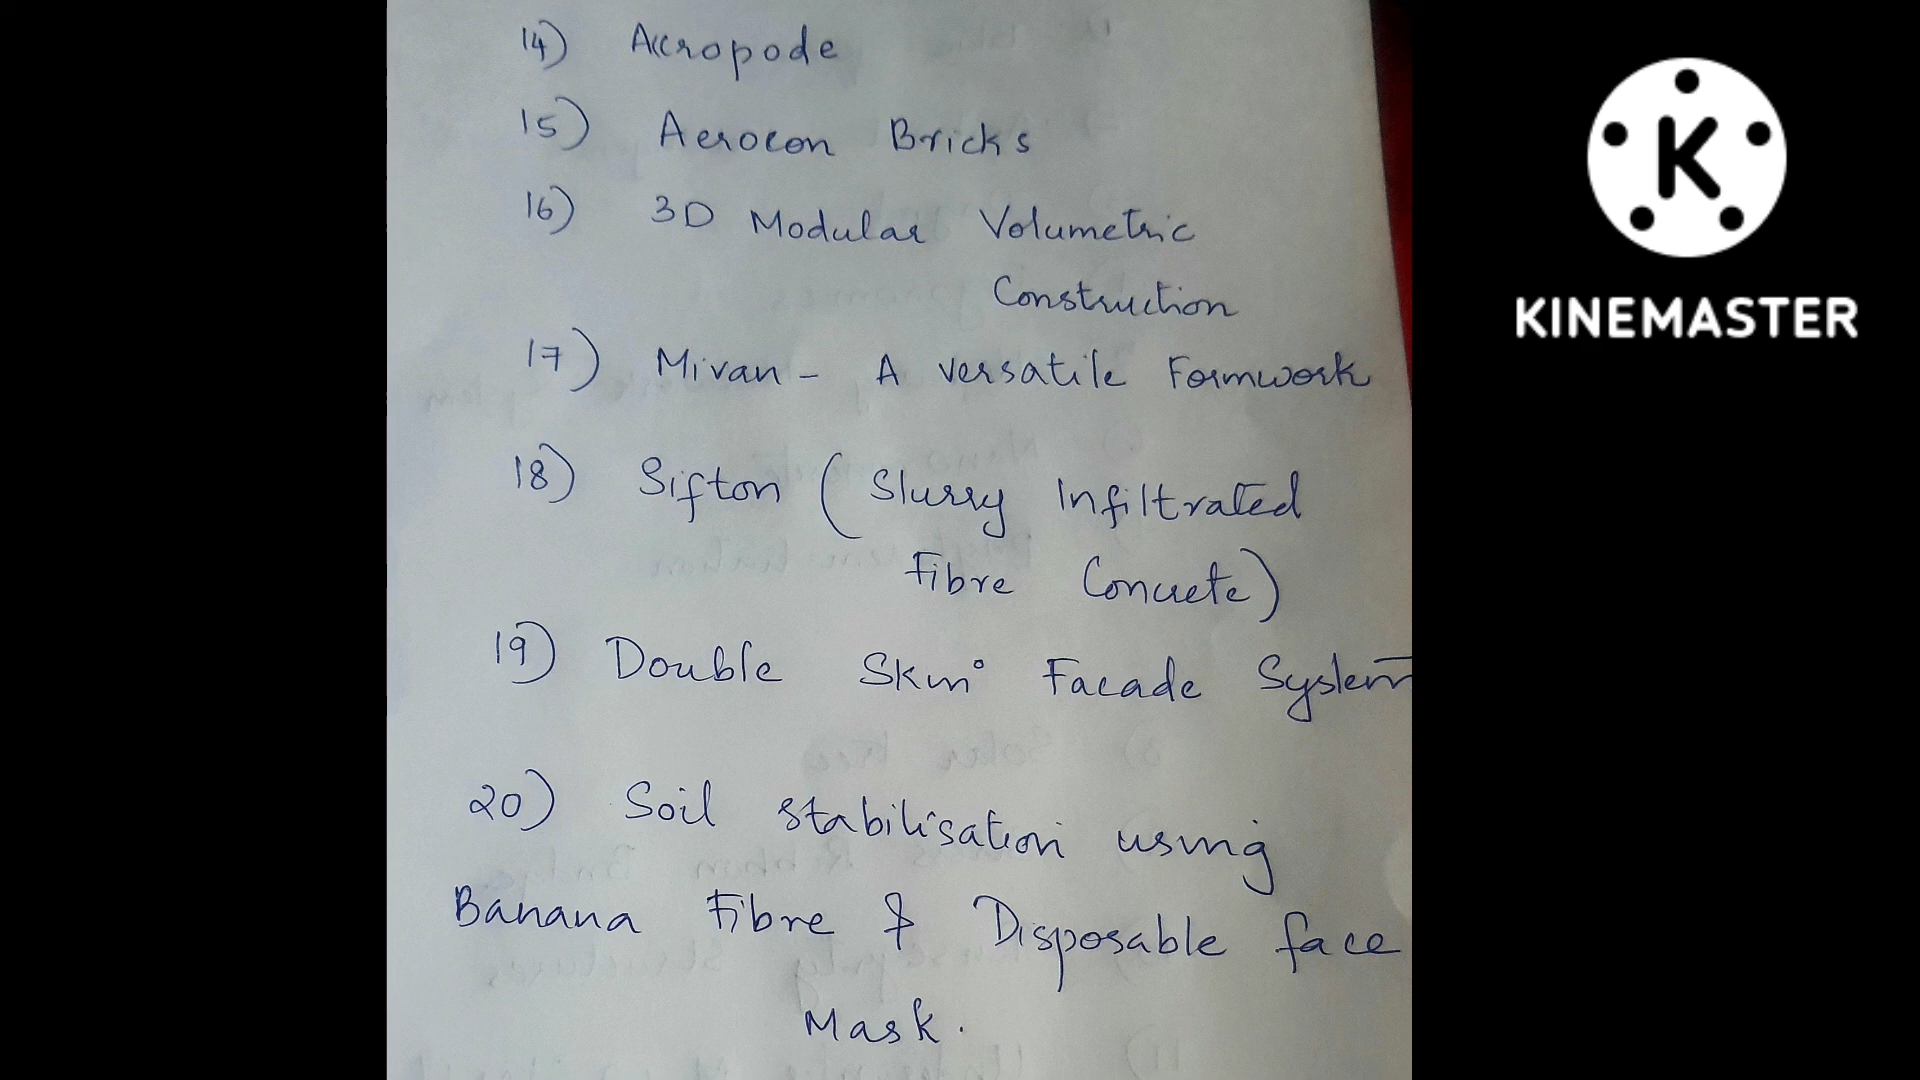 14) Accropode
15) Aerocon Bricks
16) 3D Modular Volumetric
Construction
17) Mivan - A versatile Formwork
18) Sifton ( Slurry Infiltrated
Fibre Concrete)
19) Double Skin Facade System
20) Soil stabilisation using
Banana Fibre & Disposable face
Mask.
K
KINEMASTER